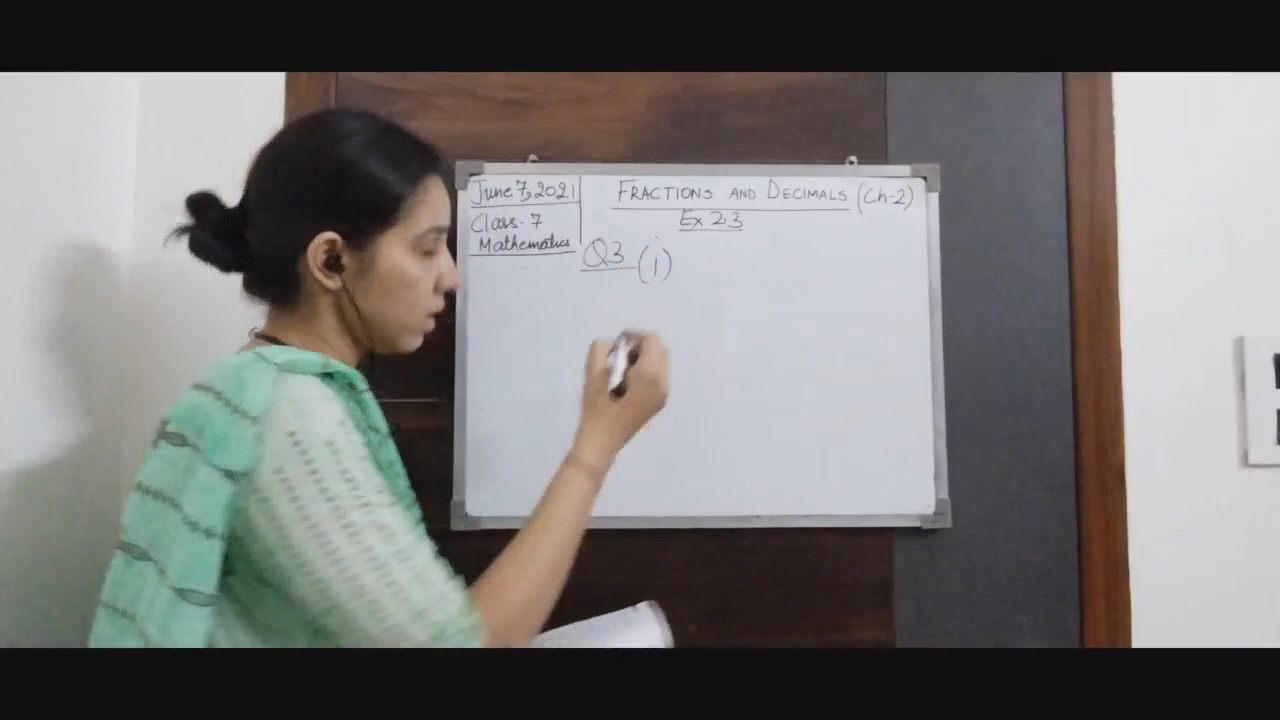 June 7, 2021
Class- 7
Mathematics
FRACTIONS AND DECIMALS (Ch-2)
Ex 2.3
Q3 (i)